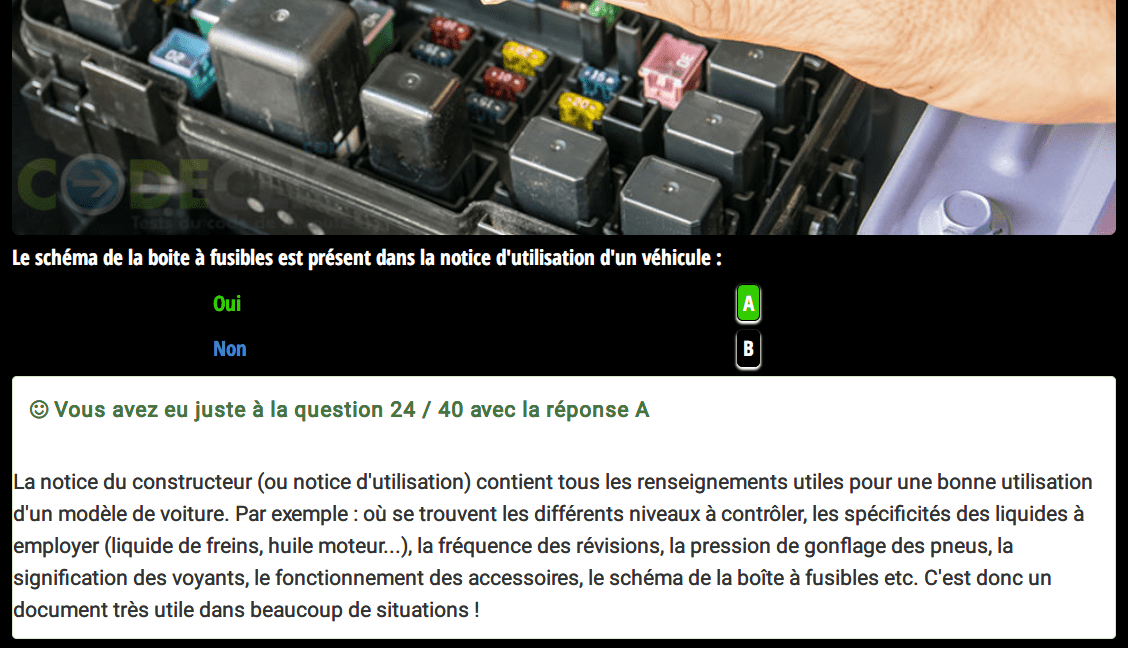 30
20
CODECLIC
Le schéma de la boite à fusibles est présent dans la notice d'utilisation d'un véhicule :
Oui A
Non B
Vous avez eu juste à la question 24 / 40 avec la réponse A
La notice du constructeur (ou notice d'utilisation) contient tous les renseignements utiles pour une bonne utilisation
d'un modèle de voiture. Par exemple : où se trouvent les différents niveaux à contrôler, les spécificités des liquides à
employer (liquide de freins, huile moteur...), la fréquence des révisions, la pression de gonflage des pneus, la
signification des voyants, le fonctionnement des accessoires, le schéma de la boîte à fusibles etc. C'est donc un
document très utile dans beaucoup de situations !